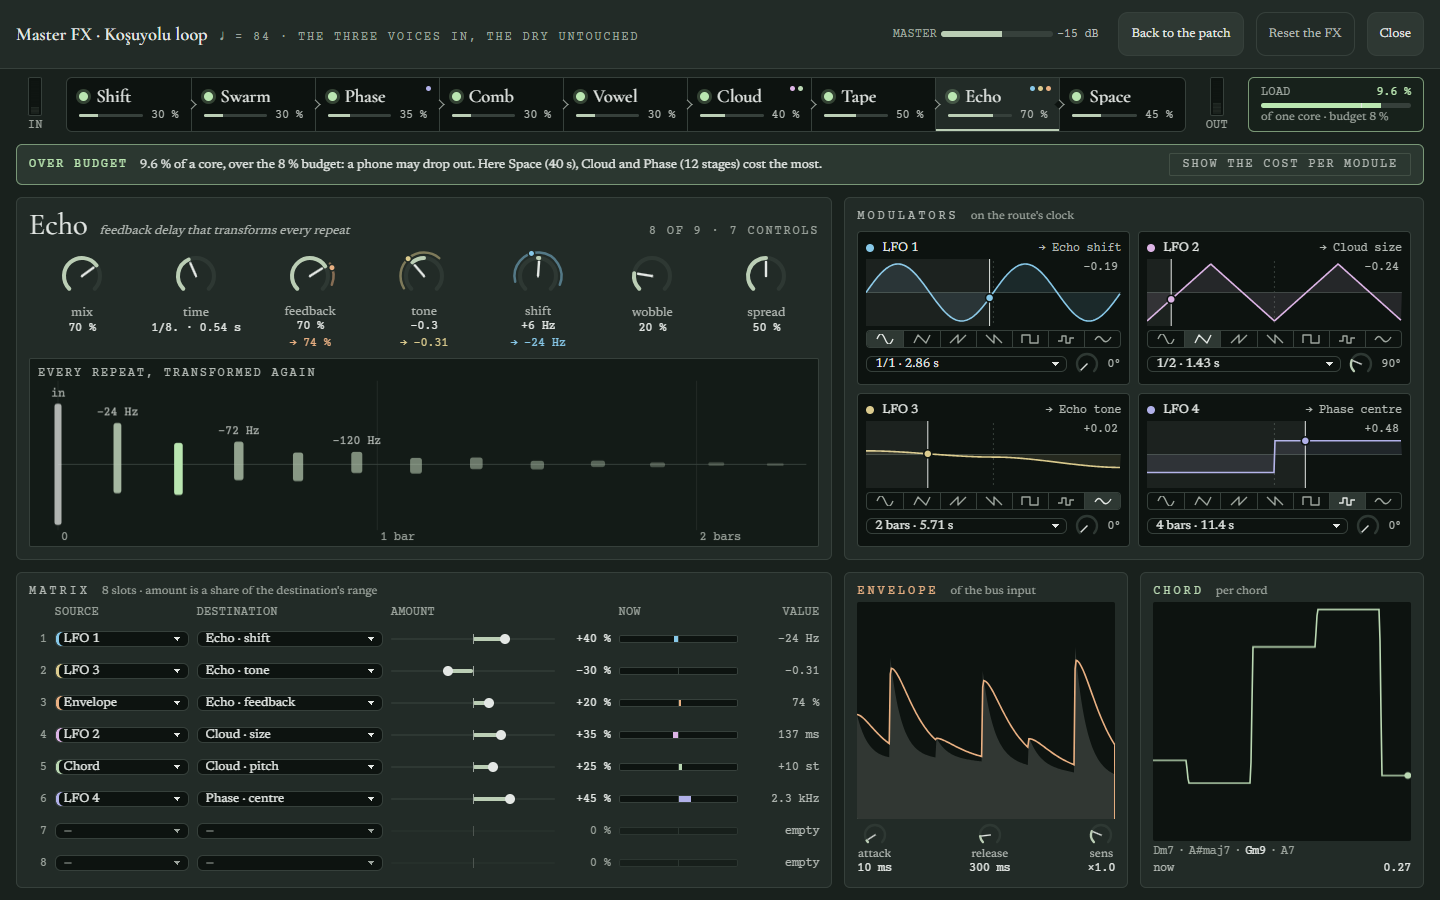 Master FX · Koşuyolu loop ♩ = 84 · THE THREE VOICES IN, THE DRY UNTOUCHED
MASTER −15 dB
Back to the patch
Reset the FX
Close
IN
Shift 30 %
Swarm 30 %
Phase 35 %
Comb 30 %
Vowel 30 %
Cloud 40 %
Tape 50 %
Echo 70 %
Space 45 %
OUT
LOAD 9.6 %
of one core · budget 8 %
OVER BUDGET 9.6 % of a core, over the 8 % budget: a phone may drop out. Here Space (40 s), Cloud and Phase (12 stages) cost the most.
SHOW THE COST PER MODULE
Echo feedback delay that transforms every repeat
8 OF 9 · 7 CONTROLS
mix
70 %
time
1/8. · 0.54 s
feedback
70 %
→ 74 %
tone
−0.3
→ −0.31
shift
+6 Hz
→ −24 Hz
wobble
20 %
spread
50 %
EVERY REPEAT, TRANSFORMED AGAIN
in
−24 Hz
−72 Hz
−120 Hz
0
1 bar
2 bars
MODULATORS on the route's clock
LFO 1 → Echo shift
−0.19
1/1 · 2.86 s 0°
LFO 2 → Cloud size
−0.24
1/2 · 1.43 s 90°
LFO 3 → Echo tone
+0.02
2 bars · 5.71 s 0°
LFO 4 → Phase centre
+0.48
4 bars · 11.4 s 0°
MATRIX 8 slots · amount is a share of the destination's range
SOURCE DESTINATION AMOUNT NOW VALUE
1 LFO 1 Echo · shift +40 % −24 Hz
2 LFO 3 Echo · tone −30 % −0.31
3 Envelope Echo · feedback +20 % 74 %
4 LFO 2 Cloud · size +35 % 137 ms
5 Chord Cloud · pitch +25 % +10 st
6 LFO 4 Phase · centre +45 % 2.3 kHz
7 — — 0 % empty
8 — — 0 % empty
ENVELOPE of the bus input
attack
10 ms
release
300 ms
sens
×1.0
CHORD per chord
Dm7 · A#maj7 · Gm9 · A7
now 0.27